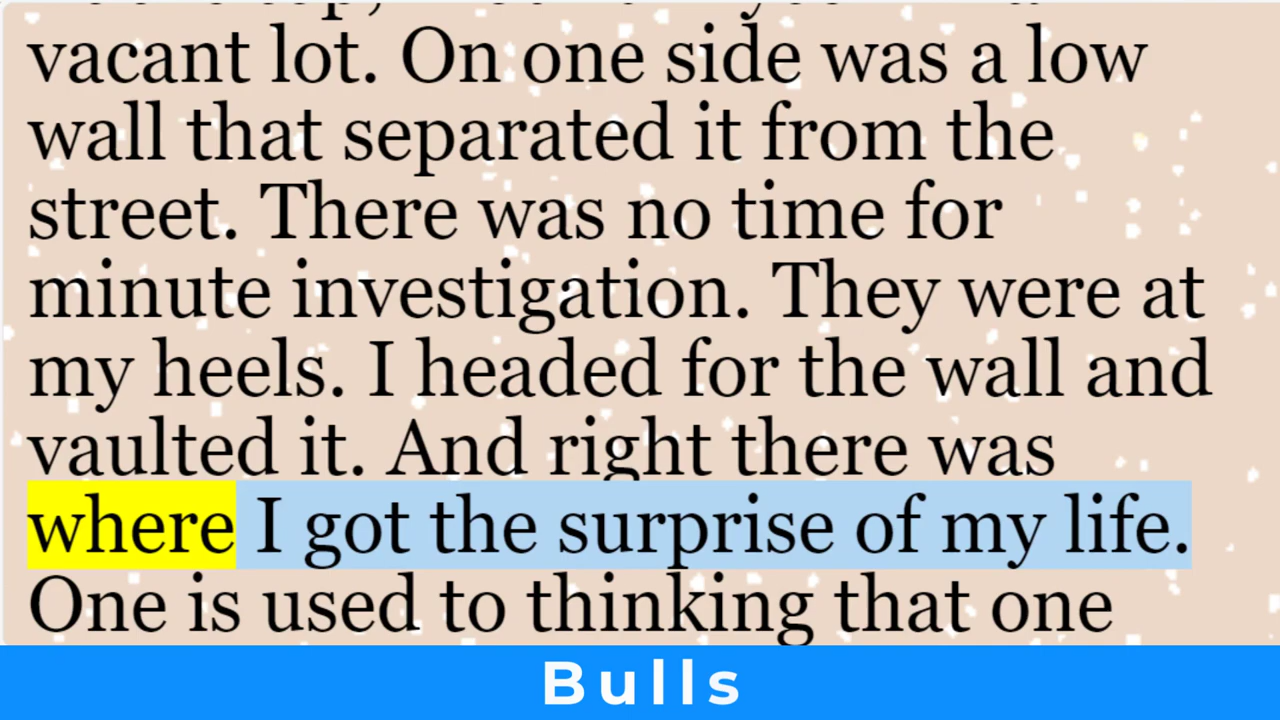 vacant lot. On one side was a low
wall that separated it from the
street. There was no time for
minute investigation. They were at
my heels. I headed for the wall and
vaulted it. And right there was
where I got the surprise of my life.
One is used to thinking that one
Bulls